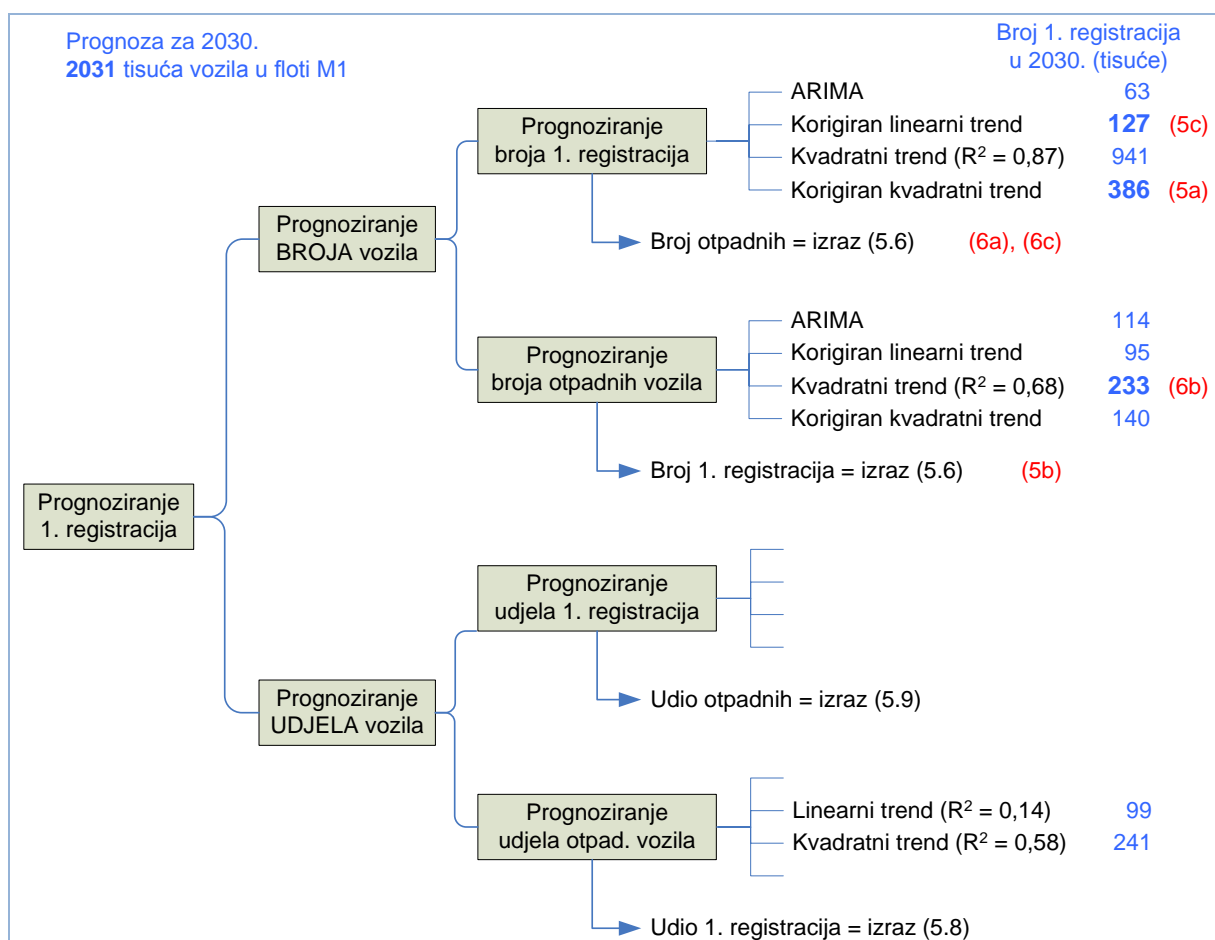 Prognoza za 2030.
2031 tisuća vozila u floti M1
Broj 1. registracija
u 2030. (tisuće)
Prognoziranje
broja 1. registracija
ARIMA 63
Korigiran linearni trend 127 (5c)
Kvadratni trend (R² = 0,87) 941
Korigiran kvadratni trend 386 (5a)
Broj otpadnih = izraz (5.6) (6a), (6c)
Prognoziranje
BROJA vozila
Prognoziranje
broja otpadnih vozila
ARIMA 114
Korigiran linearni trend 95
Kvadratni trend (R² = 0,68) 233 (6b)
Korigiran kvadratni trend 140
Broj 1. registracija = izraz (5.6) (5b)
Prognoziranje
1. registracija
Prognoziranje
udjela 1. registracija
Udio otpadnih = izraz (5.9)
Prognoziranje
UDJELA vozila
Prognoziranje
udjela otpad. vozila
Linearni trend (R² = 0,14) 99
Kvadratni trend (R² = 0,58) 241
Udio 1. registracija = izraz (5.8)